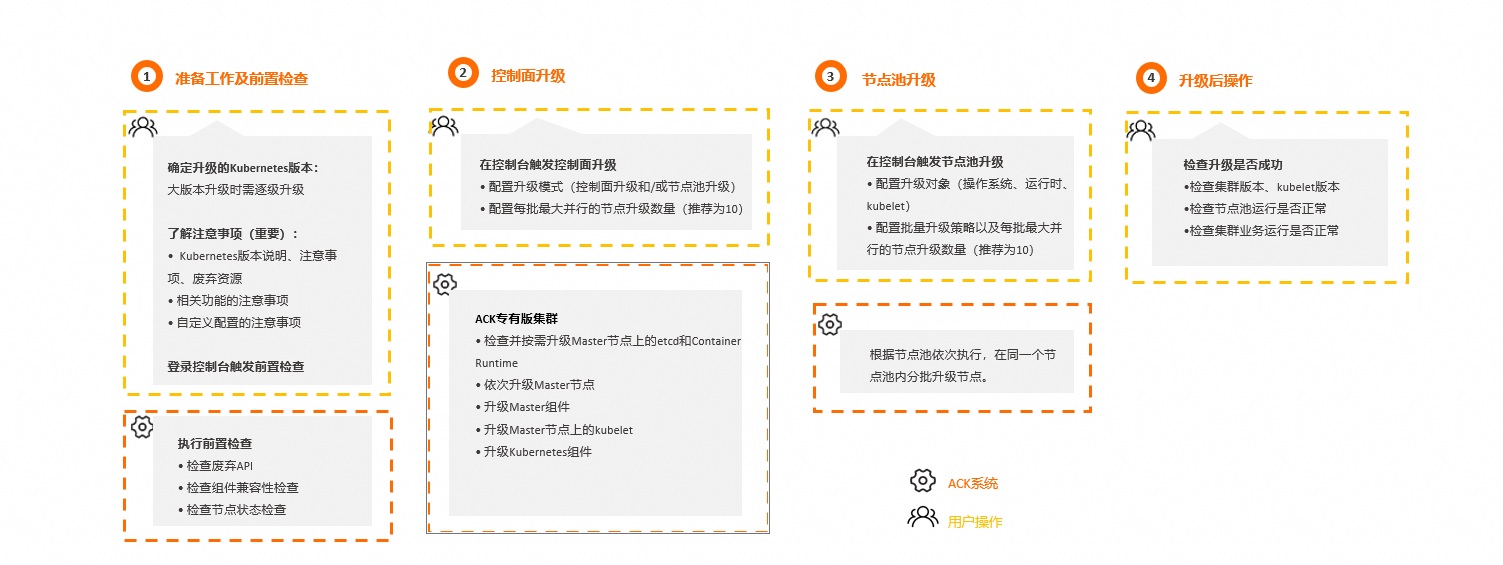 1 准备工作及前置检查
确定升级的Kubernetes版本：
大版本升级时需逐级升级
了解注意事项（重要）：
• Kubernetes版本说明、注意事
项、废弃资源
• 相关功能的注意事项
• 自定义配置的注意事项
登录控制台触发前置检查
执行前置检查
• 检查废弃API
• 检查组件兼容性检查
• 检查节点状态检查
2 控制面升级
在控制台触发控制面升级
• 配置升级模式（控制面升级和/或节点池升级）
• 配置每批最大并行的节点升级数量（推荐为10）
ACK专有版集群
• 检查并按需升级Master节点上的etcd和Container
Runtime
• 依次升级Master节点
• 升级Master组件
• 升级Master节点上的kubelet
• 升级Kubernetes组件
3 节点池升级
在控制台触发节点池升级
• 配置升级对象（操作系统、运行时、
kubelet）
• 配置批量升级策略以及每批最大并
行的节点升级数量（推荐为10）
根据节点池依次执行，在同一个节
点池内分批升级节点。
4 升级后操作
检查升级是否成功
•检查集群版本、kubelet版本
•检查节点池运行是否正常
•检查集群业务运行是否正常
ACK系统
用户操作